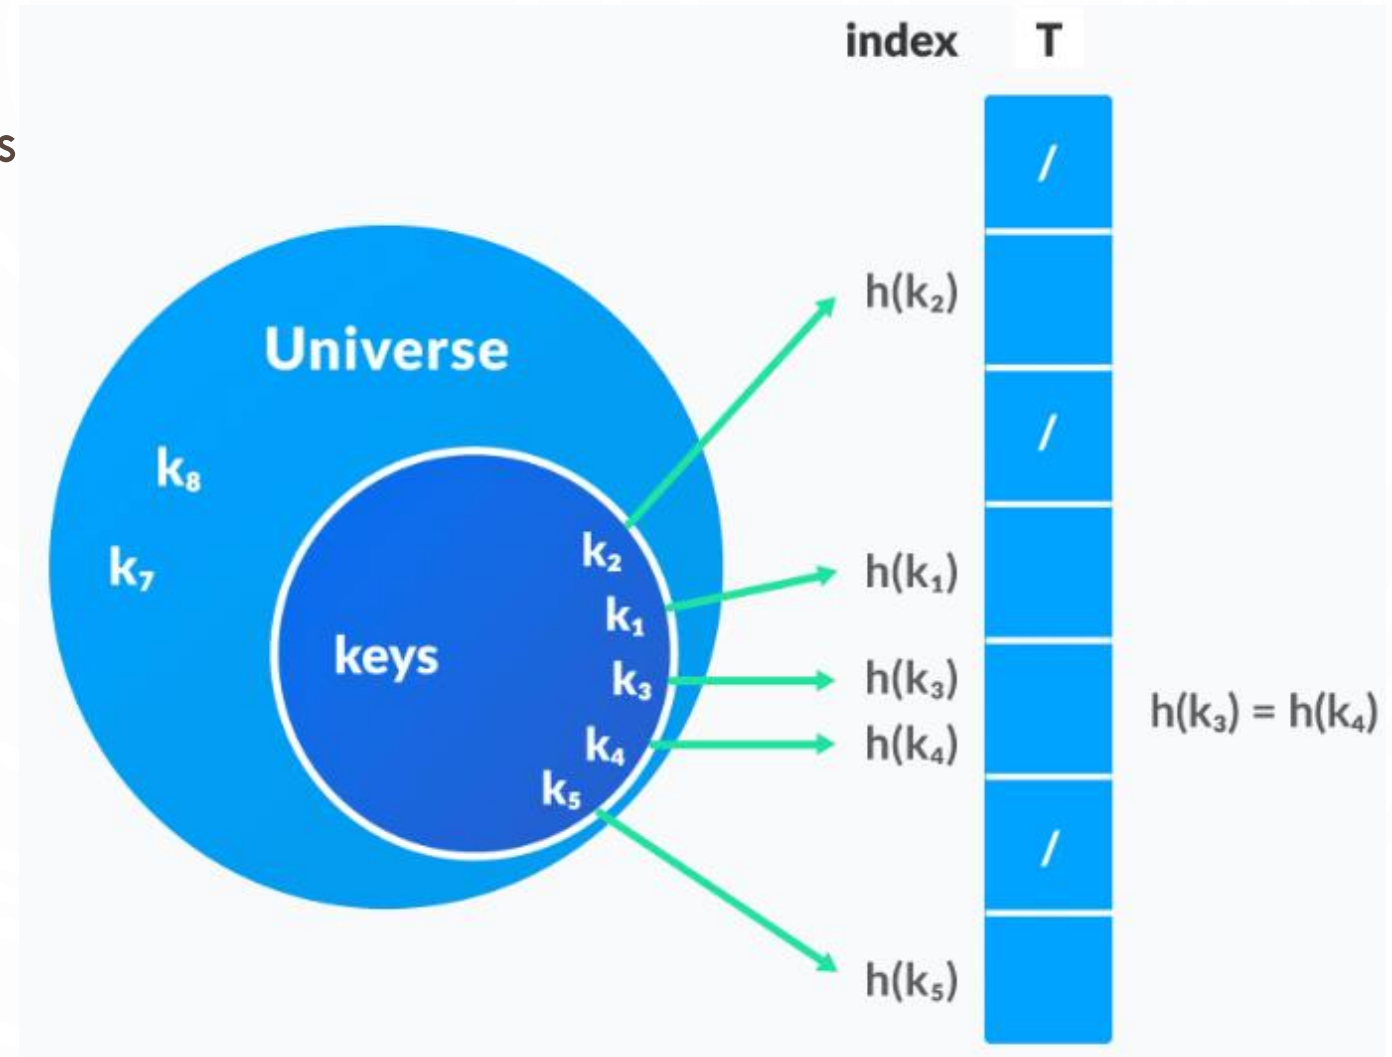 index T
s
/
h(k₂)
Universe
/
k₈
k₂
k₇
h(k₁)
k₁
keys
k₃
h(k₃)
h(k₃) = h(k₄)
k₄
h(k₄)
k₅
/
h(k₅)